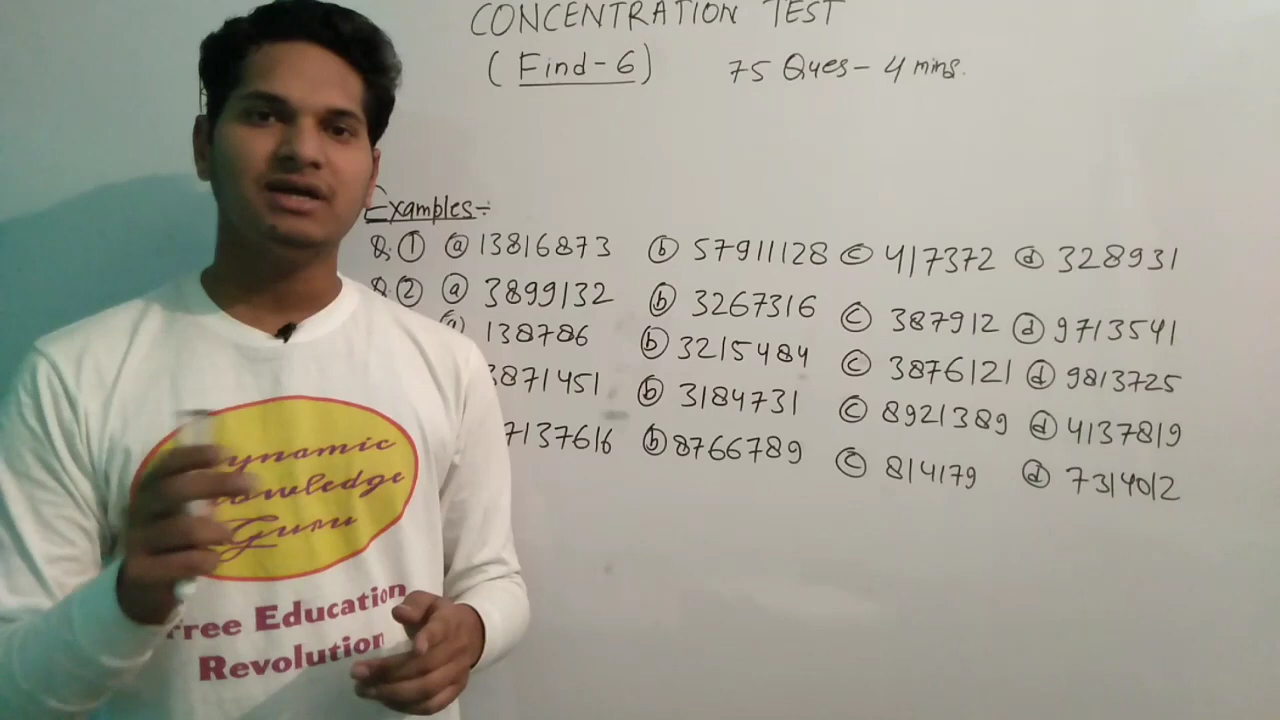 CONCENTRATION TEST
(Find-6) 75 Ques- 4 mins.
Examples:-
Q.① ⓐ 13816873 ⓑ 57911128 ⓒ 417372 ⓓ 328931
Q.② ⓐ 3899132 ⓑ 3267316 ⓒ 387912 ⓓ 9713541
ⓐ 138786 ⓑ 3215484 ⓒ 3876121 ⓓ 9813725
3871451 ⓑ 3184731 ⓒ 8921389 ⓓ 4137819
7137616 ⓑ 8766789 ⓒ 814179 ⓓ 7314012
Dynamic
Knowledge
Guru
Free Education
Revolution